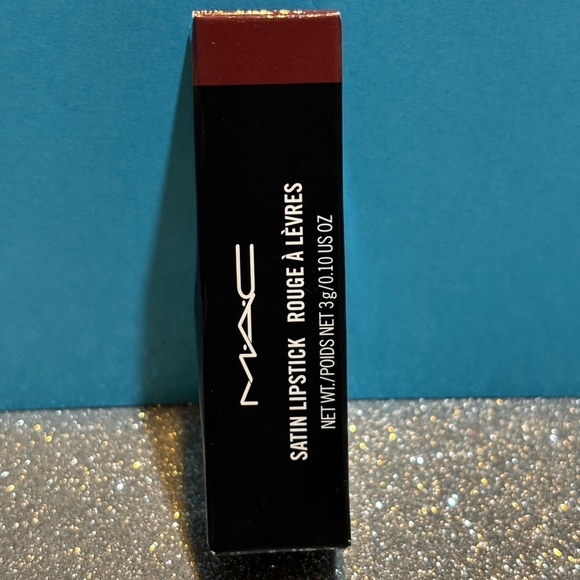 M·A·C
SATIN LIPSTICK ROUGE À LÈVRES
NET WT./POIDS NET 3 g/0.10 US OZ